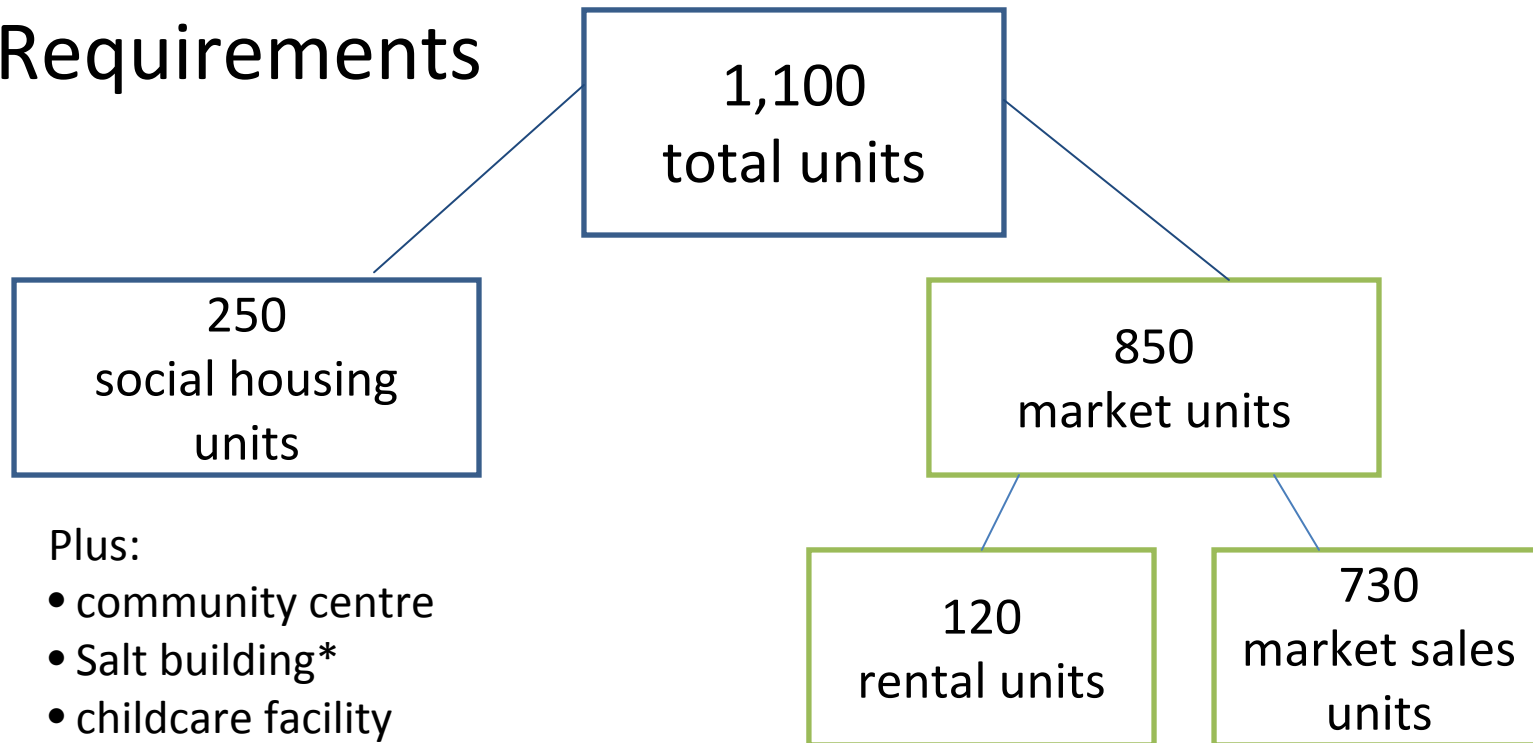 Requirements
1,100
total units
250
social housing
units
850
market units
Plus:
• community centre
• Salt building*
• childcare facility
120
rental units
730
market sales
units